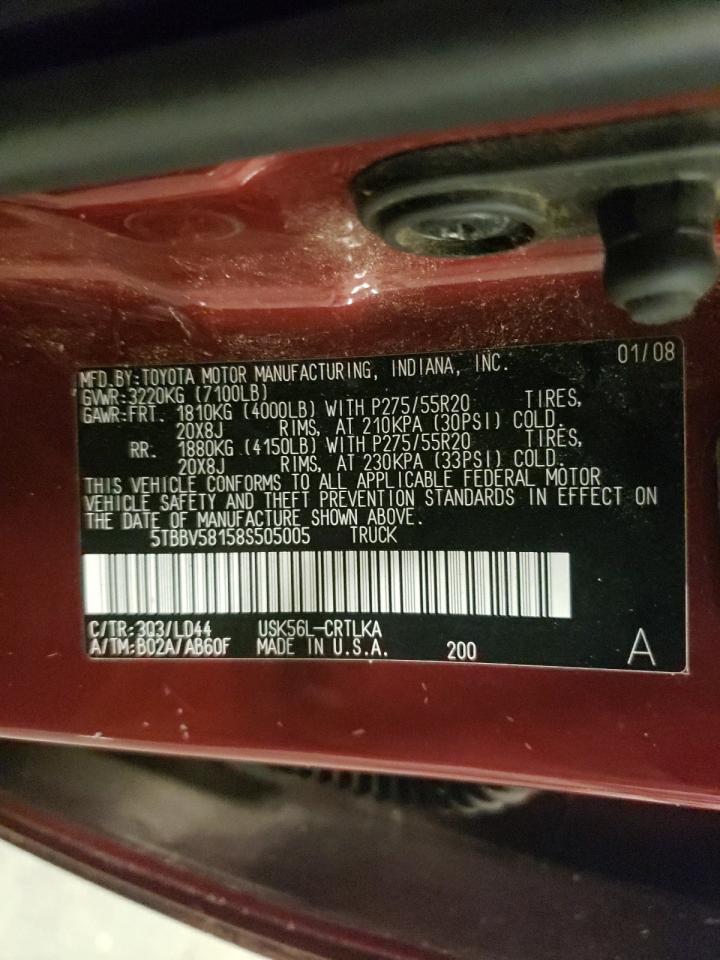 MFD.BY:TOYOTA MOTOR MANUFACTURING, INDIANA, INC. 01/08
GVWR:3220KG (7100LB)
GAWR:FRT. 1810KG (4000LB) WITH P275/55R20 TIRES,
20X8J RIMS, AT 210KPA (30PSI) COLD.
RR. 1880KG (4150LB) WITH P275/55R20 TIRES,
20X8J RIMS, AT 230KPA (33PSI) COLD.
THIS VEHICLE CONFORMS TO ALL APPLICABLE FEDERAL MOTOR
VEHICLE SAFETY AND THEFT PREVENTION STANDARDS IN EFFECT ON
THE DATE OF MANUFACTURE SHOWN ABOVE.
5TBBV58158S505005 TRUCK
C/TR:3Q3/LD44 USK56L-CRTLKA
A/TM:B02A/AB60F MADE IN U.S.A. 200 A